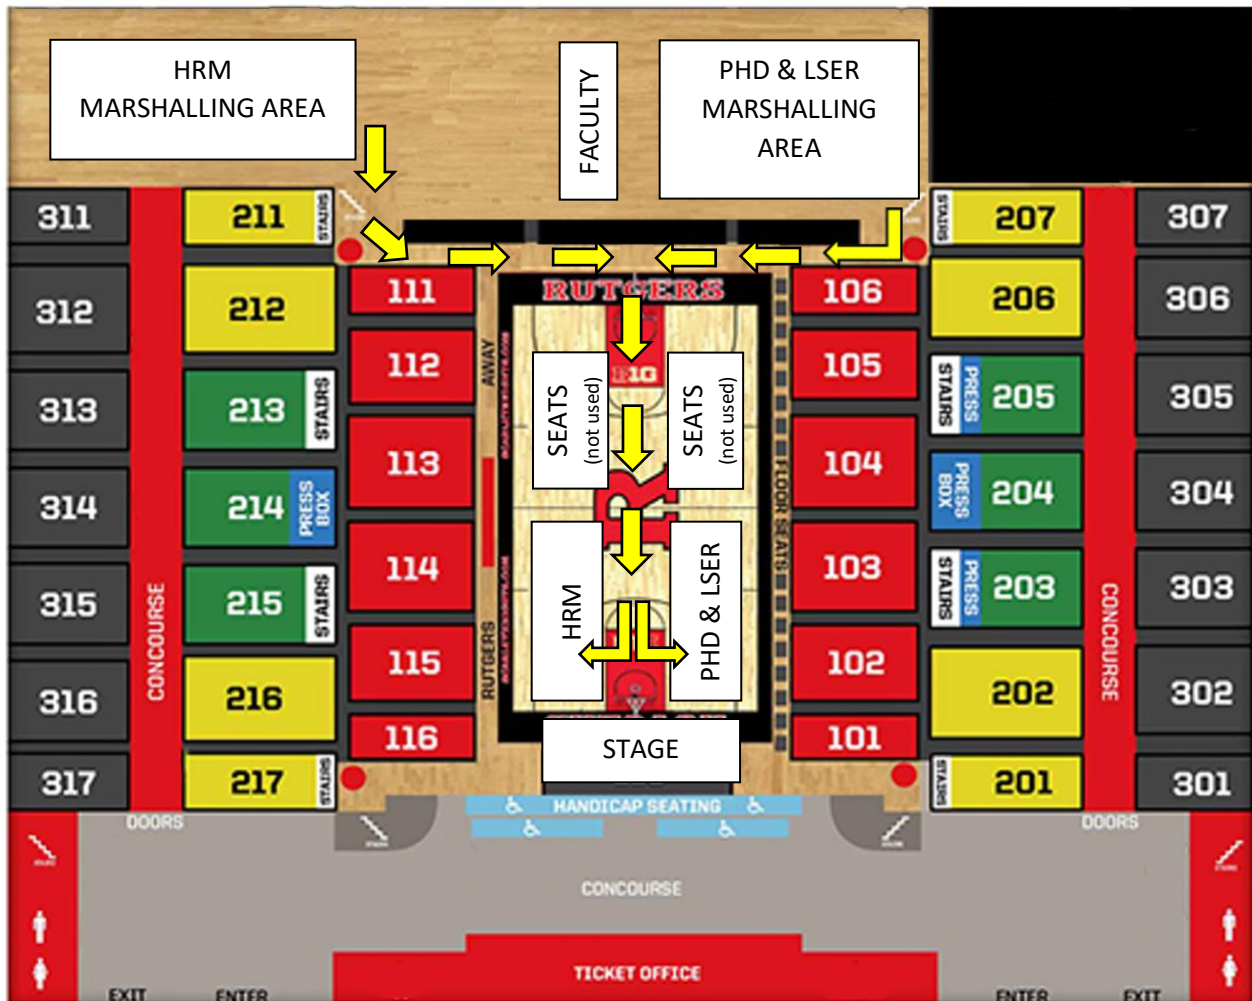 HRM
MARSHALLING AREA
FACULTY
PHD & LSER
MARSHALLING
AREA
311
211
STAIRS
STAIRS
207
307
312
212
111
RUTGERS
106
206
306
112
AWAY
B1G
105
313
213
STAIRS
SEATS
(not used)
SEATS
(not used)
STAIRS
PRESS
205
305
113
R
104
314
214
PRESS
BOX
FLOOR SEATS
PRESS
BOX
204
304
114
103
315
215
STAIRS
HRM
PHD & LSER
STAIRS
PRESS
203
303
CONCOURSE
CONCOURSE
115
RUTGERS
102
316
216
202
302
116
STAGE
101
317
217
STAIRS
STAIRS
201
301
DOORS
HANDICAP SEATING
DOORS
CONCOURSE
TICKET OFFICE
EXIT
ENTER
ENTER
EXIT